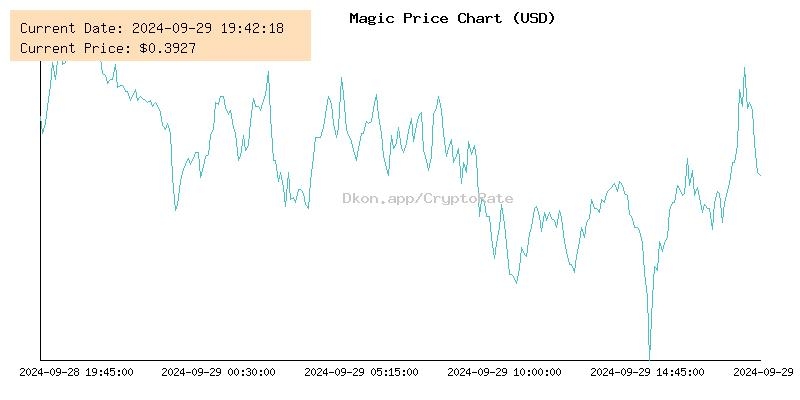 Magic Price Chart (USD)
Current Date: 2024-09-29 19:42:18
Current Price: $0.3927
Dkon.app/CryptoRate
2024-09-28 19:45:00 2024-09-29 00:30:00 2024-09-29 05:15:00 2024-09-29 10:00:00 2024-09-29 14:45:00 2024-09-29